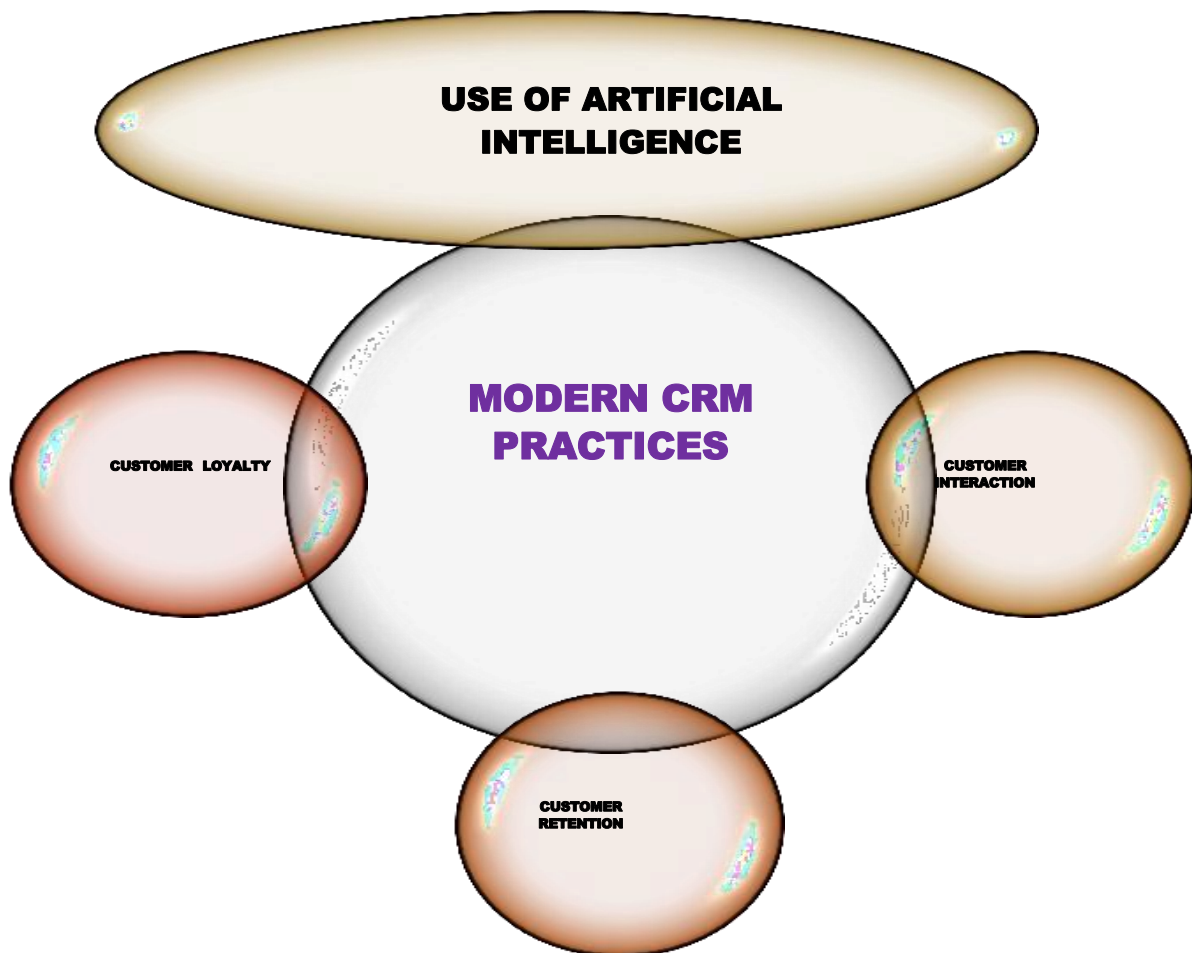 USE OF ARTIFICIAL
INTELLIGENCE
MODERN CRM
PRACTICES
CUSTOMER LOYALTY
CUSTOMER
INTERACTION
CUSTOMER
RETENTION